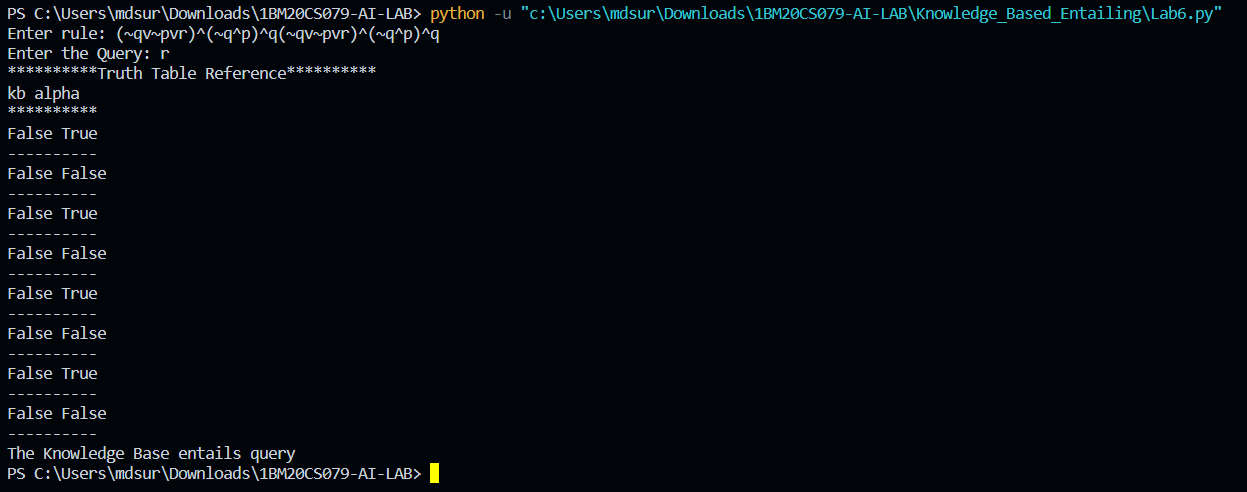 PS C:\Users\mdsur\Downloads\1BM20CS079-AI-LAB> python -u "c:\Users\mdsur\Downloads\1BM20CS079-AI-LAB\Knowledge_Based_Entailing\Lab6.py"
Enter rule: (~qv~pvr)^(~q^p)^q(~qv~pvr)^(~q^p)^q
Enter the Query: r
**********Truth Table Reference**********
kb alpha
**********
False True
----------
False False
----------
False True
----------
False False
----------
False True
----------
False False
----------
False True
----------
False False
----------
The Knowledge Base entails query
PS C:\Users\mdsur\Downloads\1BM20CS079-AI-LAB>